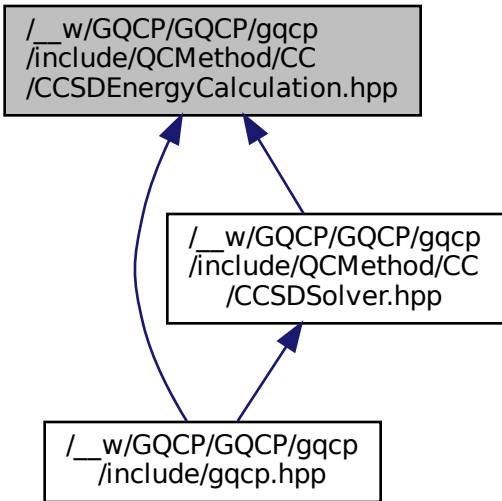 /__w/GQCP/GQCP/gqcp
/include/QCMethod/CC
/CCSDEnergyCalculation.hpp
/__w/GQCP/GQCP/gqcp
/include/QCMethod/CC
/CCSDSolver.hpp
/__w/GQCP/GQCP/gqcp
/include/gqcp.hpp